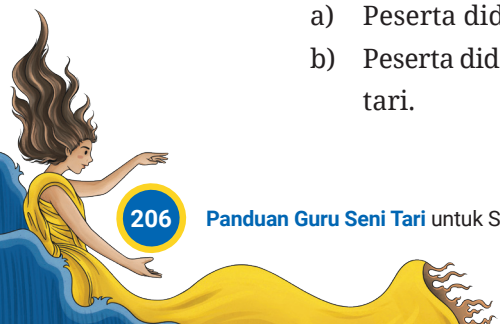 a) Peserta did
b) Peserta did
tari.
206 Panduan Guru Seni Tari untuk S